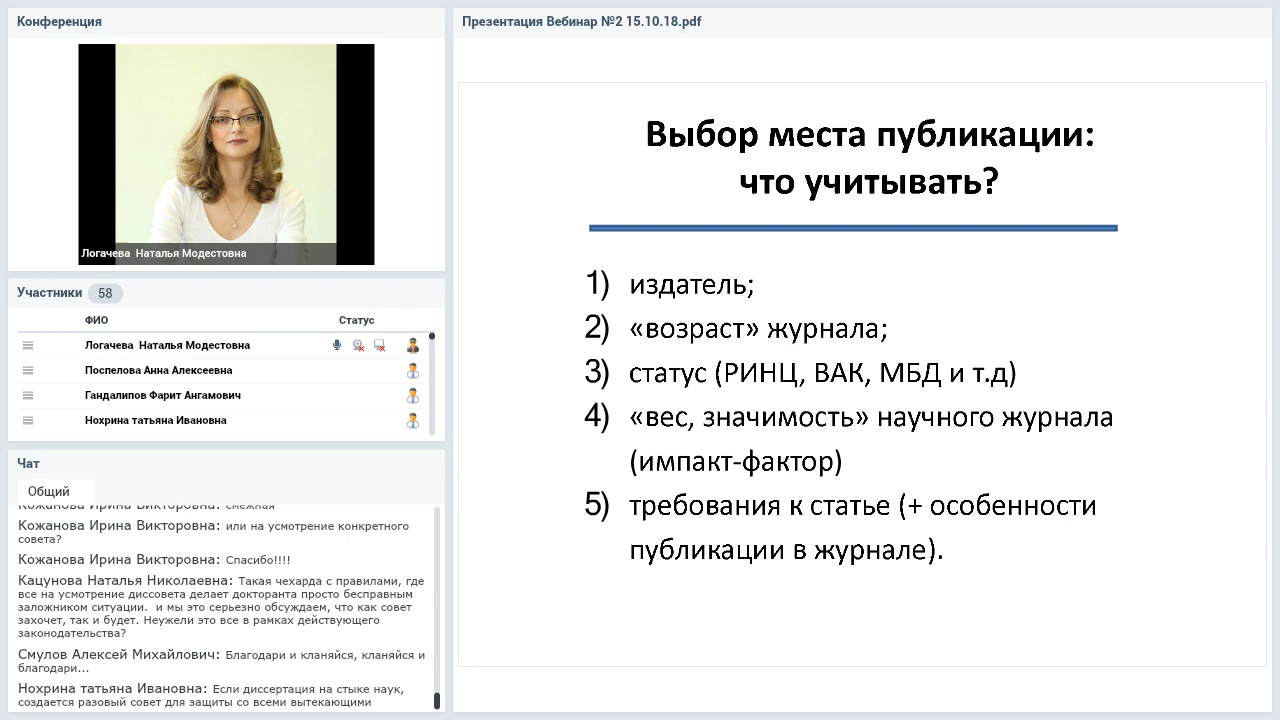 Конференция
Логачева  Наталья Модестовна
Участники 58
ФИО Статус
Логачева  Наталья Модестовна
Поспелова Анна Алексеевна
Гандалипов Фарит Ангамович
Нохрина татьяна Ивановна
Чат
Общий
Кожанова Ирина Викторовна: смежная
Кожанова Ирина Викторовна: или на усмотрение конкретного
совета?
Кожанова Ирина Викторовна: Спасибо!!!!
Кацунова Наталья Николаевна: Такая чехарда с правилами, где
все на усмотрение диссовета делает докторанта просто бесправным
заложником ситуации.  и мы это серьезно обсуждаем, что как совет
захочет, так и будет. Неужели это все в рамках действующего
законодательства?
Смулов Алексей Михайлович: Благодари и кланяйся, кланяйся и
благодари...
Нохрина татьяна Ивановна: Если диссертация на стыке наук,
создается разовый совет для защиты со всеми вытекающими
Презентация Вебинар №2 15.10.18.pdf
Выбор места публикации:
что учитывать?
1) издатель;
2) «возраст» журнала;
3) статус (РИНЦ, ВАК, МБД и т.д)
4) «вес, значимость» научного журнала
(импакт-фактор)
5) требования к статье (+ особенности
публикации в журнале).